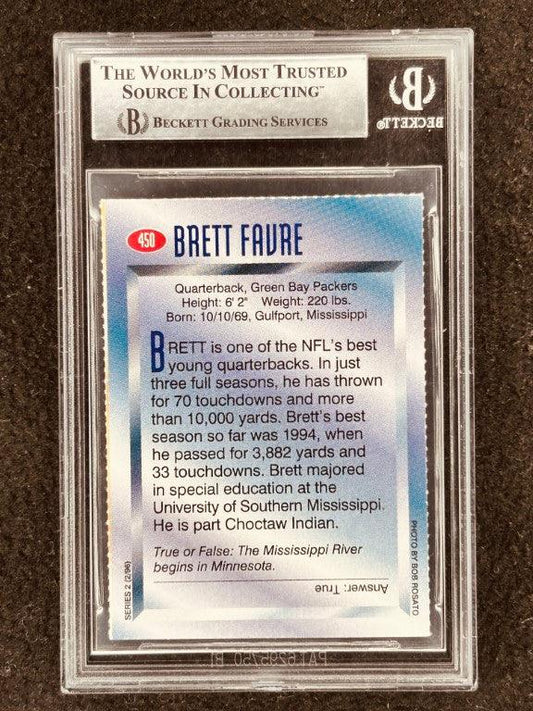 THE WORLD'S MOST TRUSTED
SOURCE IN COLLECTING™
B BECKETT GRADING SERVICES
B
BECKETT®
450 BRETT FAVRE
Quarterback, Green Bay Packers
Height: 6' 2" Weight: 220 lbs.
Born: 10/10/69, Gulfport, Mississippi
BRETT is one of the NFL's best
young quarterbacks. In just
three full seasons, he has thrown
for 70 touchdowns and more
than 10,000 yards. Brett's best
season so far was 1994, when
he passed for 3,882 yards and
33 touchdowns. Brett majored
in special education at the
University of Southern Mississippi.
He is part Choctaw Indian.
True or False: The Mississippi River
begins in Minnesota.
Answer: True
SERIES 2 (2/96)
PHOTO BY BOB ROSATO